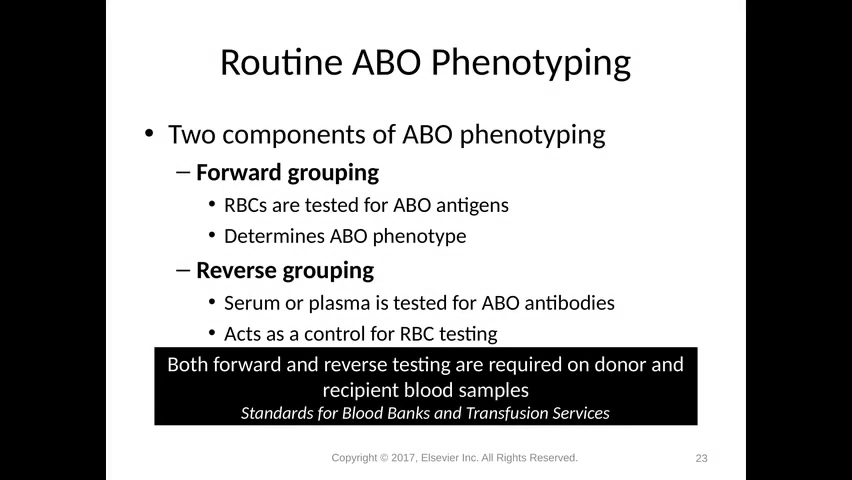 Routine ABO Phenotyping
• Two components of ABO phenotyping
– Forward grouping
• RBCs are tested for ABO antigens
• Determines ABO phenotype
– Reverse grouping
• Serum or plasma is tested for ABO antibodies
• Acts as a control for RBC testing
Both forward and reverse testing are required on donor and
recipient blood samples
Standards for Blood Banks and Transfusion Services
Copyright © 2017, Elsevier Inc. All Rights Reserved.
23